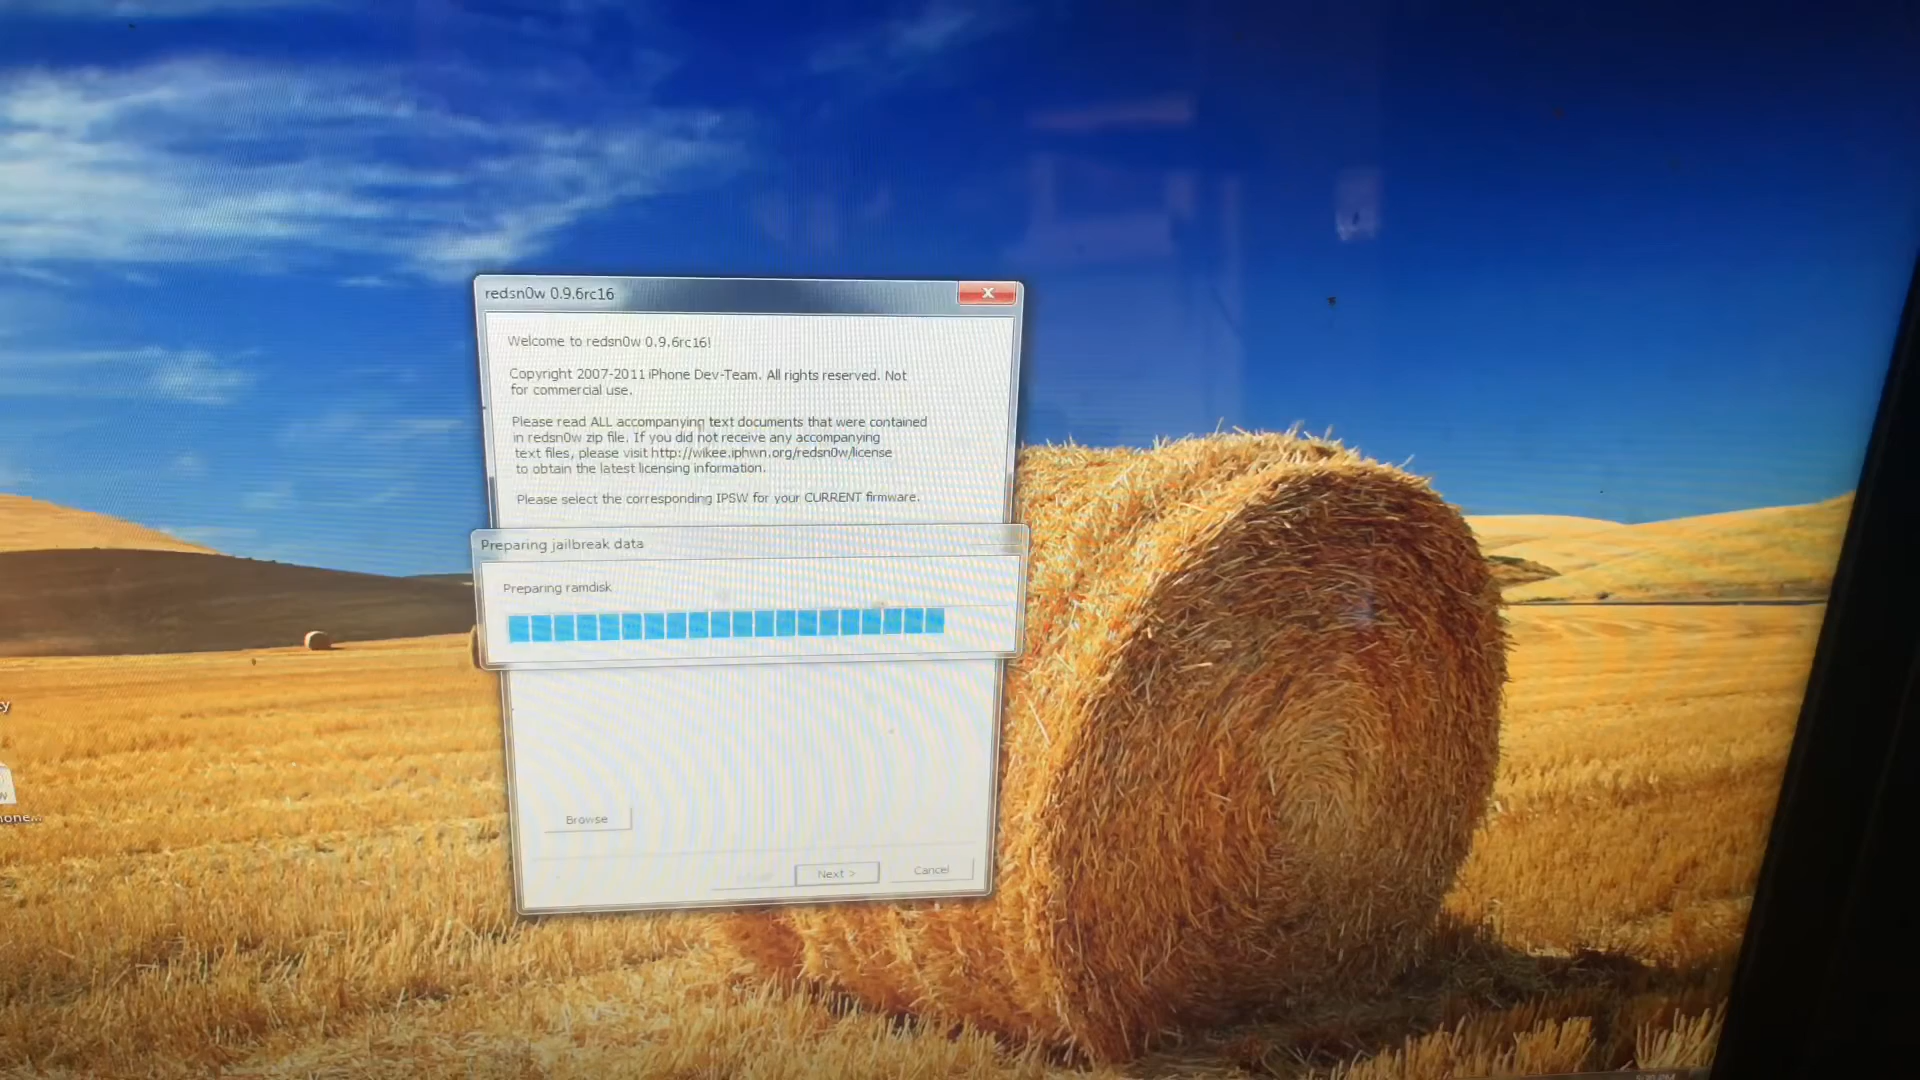 redsn0w 0.9.6rc16
Welcome to redsn0w 0.9.6rc16!
Copyright 2007-2011 iPhone Dev-Team. All rights reserved. Not
for commercial use.
Please read ALL accompanying text documents that were contained
in redsn0w zip file. If you did not receive any accompanying
text files, please visit http://wikee.iphwn.org/redsn0w/license
to obtain the latest licensing information.
Please select the corresponding IPSW for your CURRENT firmware.
Preparing jailbreak data
Preparing ramdisk
Browse
Next >
Cancel